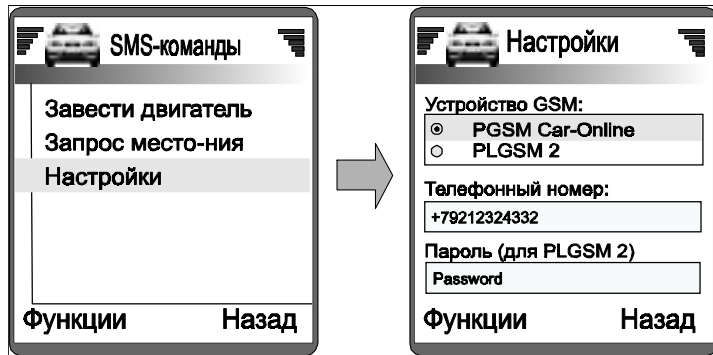 SMS-команды
Завести двигатель
Запрос место-ния
Настройки
Функции Назад
Настройки
Устройство GSM:
PGSM Car-Online
PLGSM 2
Телефонный номер:
+79212324332
Пароль (для PLGSM 2)
Password
Функции Назад